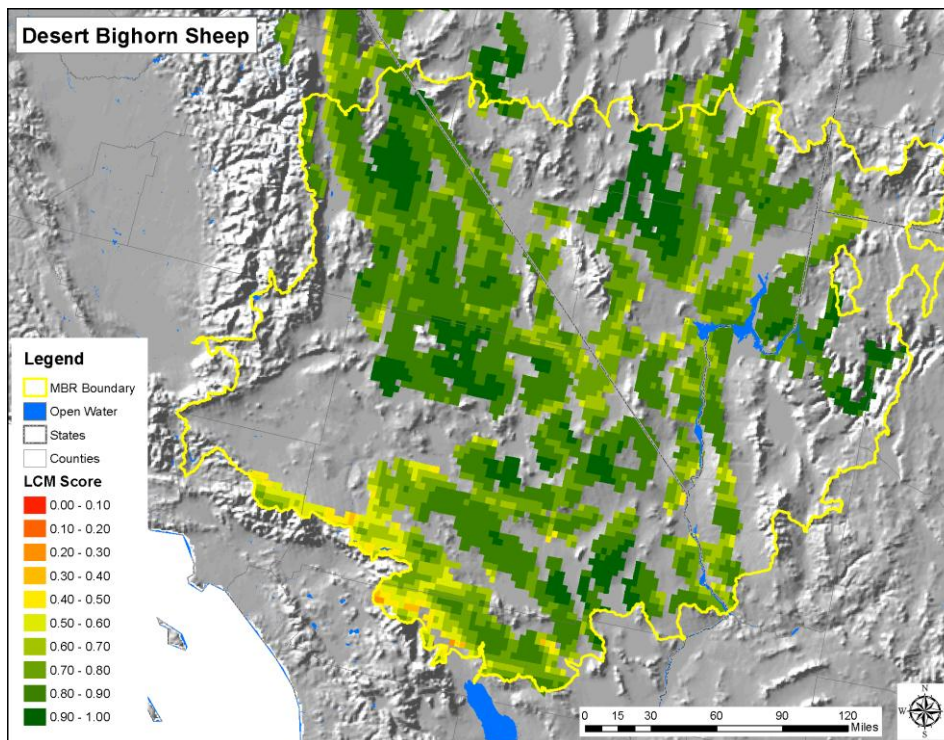 Desert Bighorn Sheep
Legend
MBR Boundary
Open Water
States
Counties
LCM Score
0.00 - 0.10
0.10 - 0.20
0.20 - 0.30
0.30 - 0.40
0.40 - 0.50
0.50 - 0.60
0.60 - 0.70
0.70 - 0.80
0.80 - 0.90
0.90 - 1.00
0 15 30 60 90 120
Miles
N
W E
S